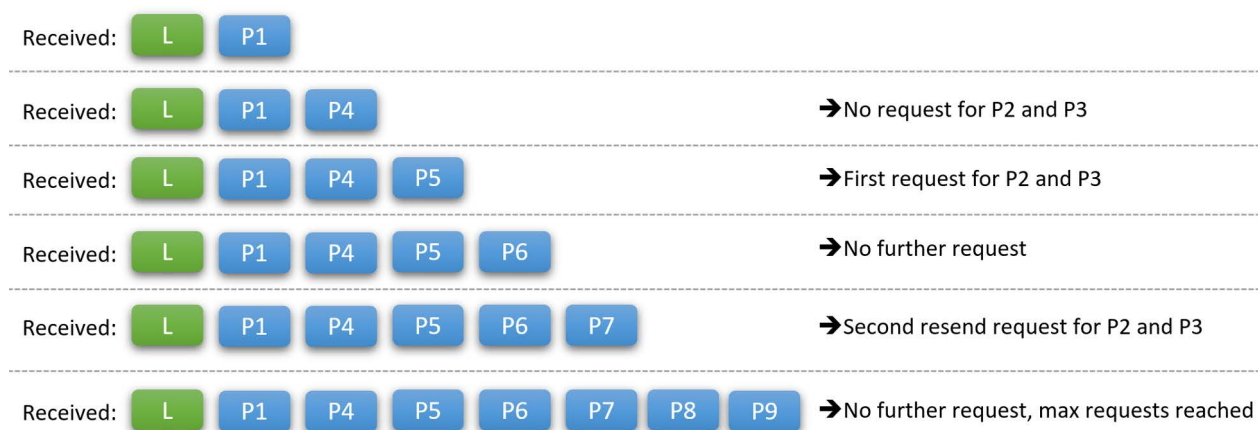 Received: L P1
Received: L P1 P4 ➔No request for P2 and P3
Received: L P1 P4 P5 ➔First request for P2 and P3
Received: L P1 P4 P5 P6 ➔No further request
Received: L P1 P4 P5 P6 P7 ➔Second resend request for P2 and P3
Received: L P1 P4 P5 P6 P7 P8 P9 ➔No further request, max requests reached